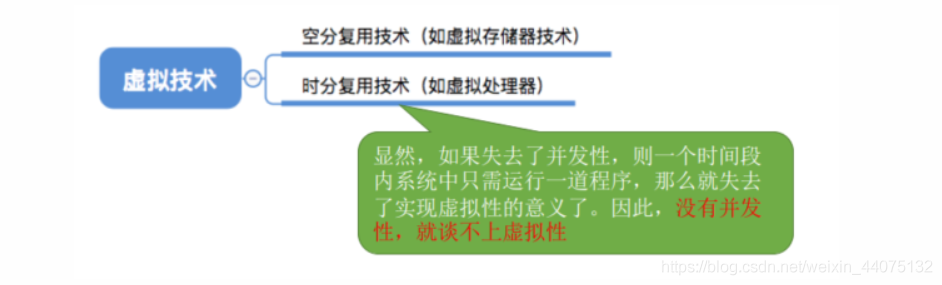 空分复用技术（如虚拟存储器技术）
虚拟技术
时分复用技术（如虚拟处理器）
显然，如果失去了并发性，则一个时间段
内系统中只需运行一道程序，那么就失去
了实现虚拟性的意义了。因此，没有并发
性，就谈不上虚拟性
https://blog.csdn.net/weixin_44075132